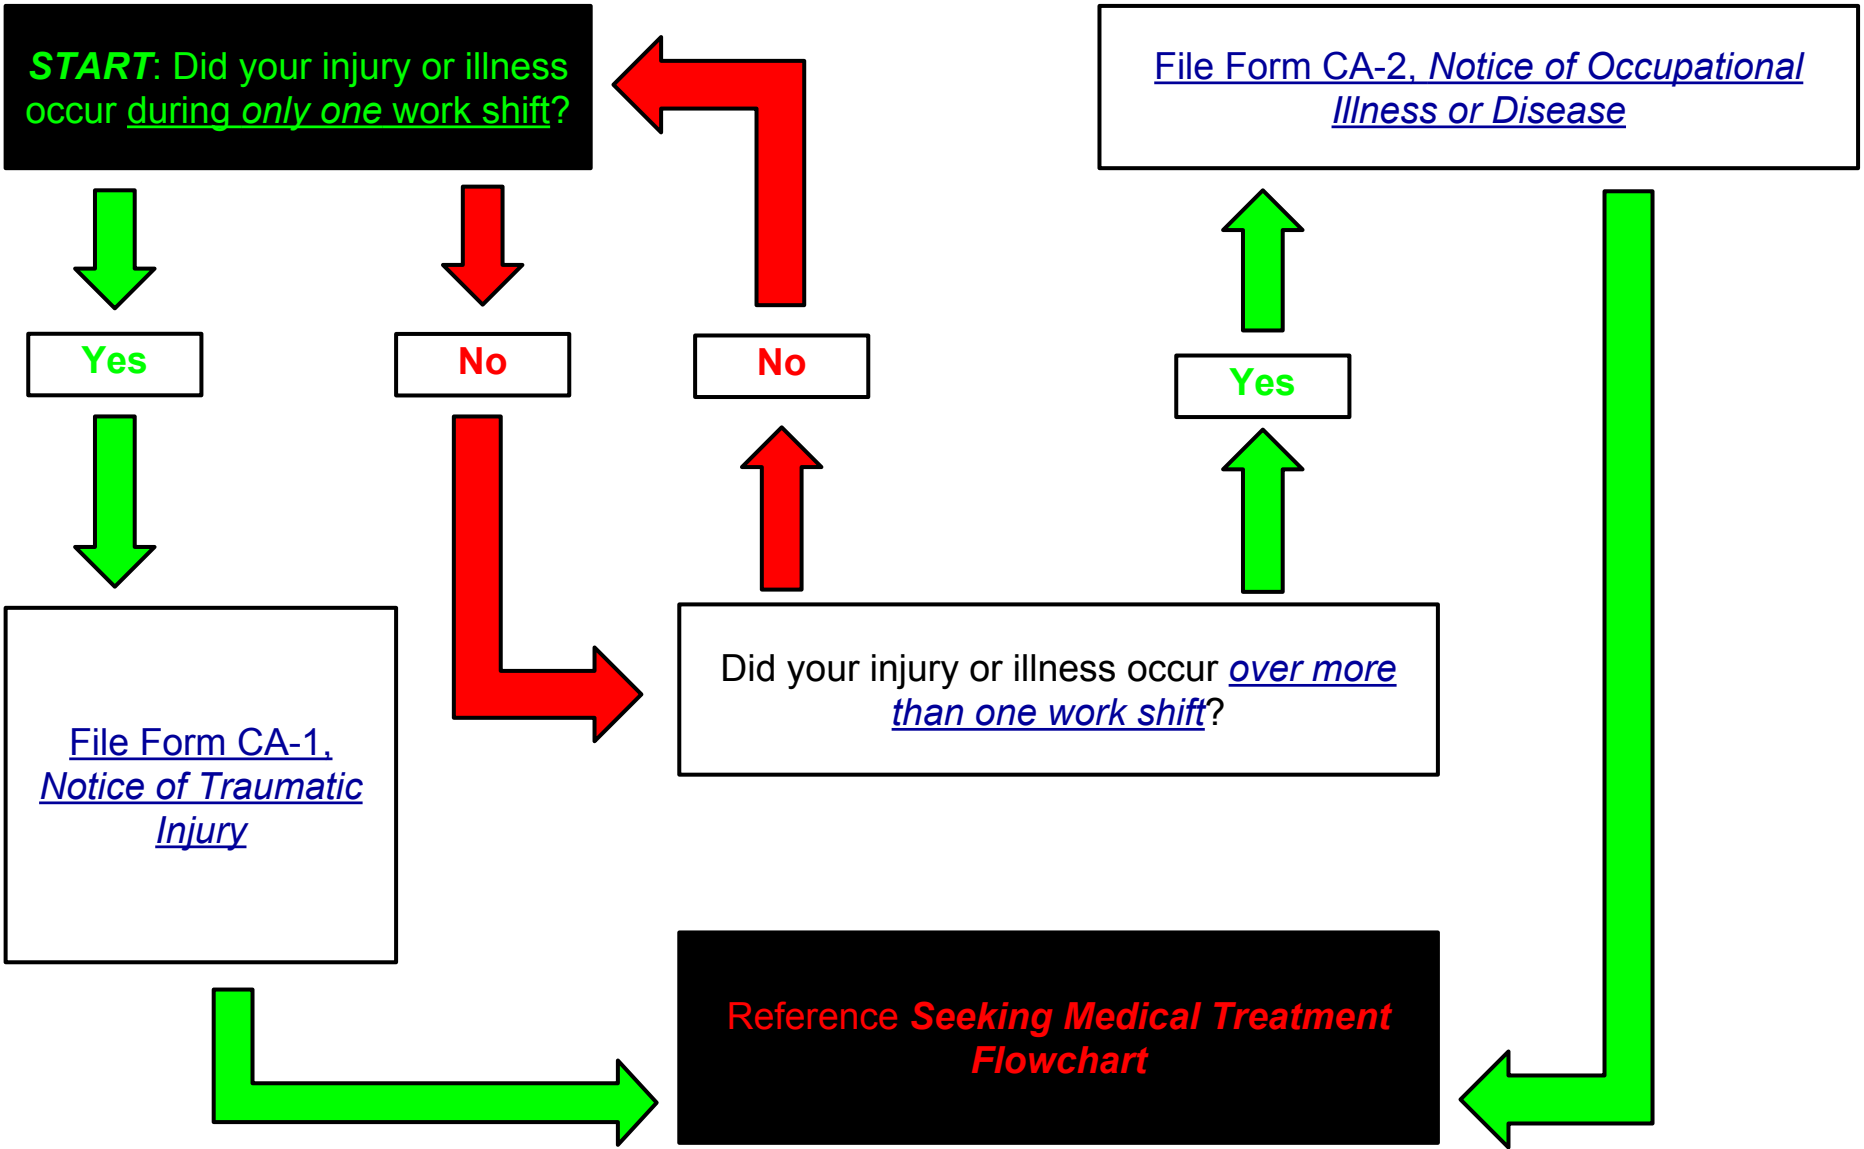 START: Did your injury or illness
occur during only one work shift?
File Form CA-2, Notice of Occupational
Illness or Disease
Yes
No
No
Yes
Did your injury or illness occur over more
than one work shift?
File Form CA-1,
Notice of Traumatic
Injury
Reference Seeking Medical Treatment
Flowchart